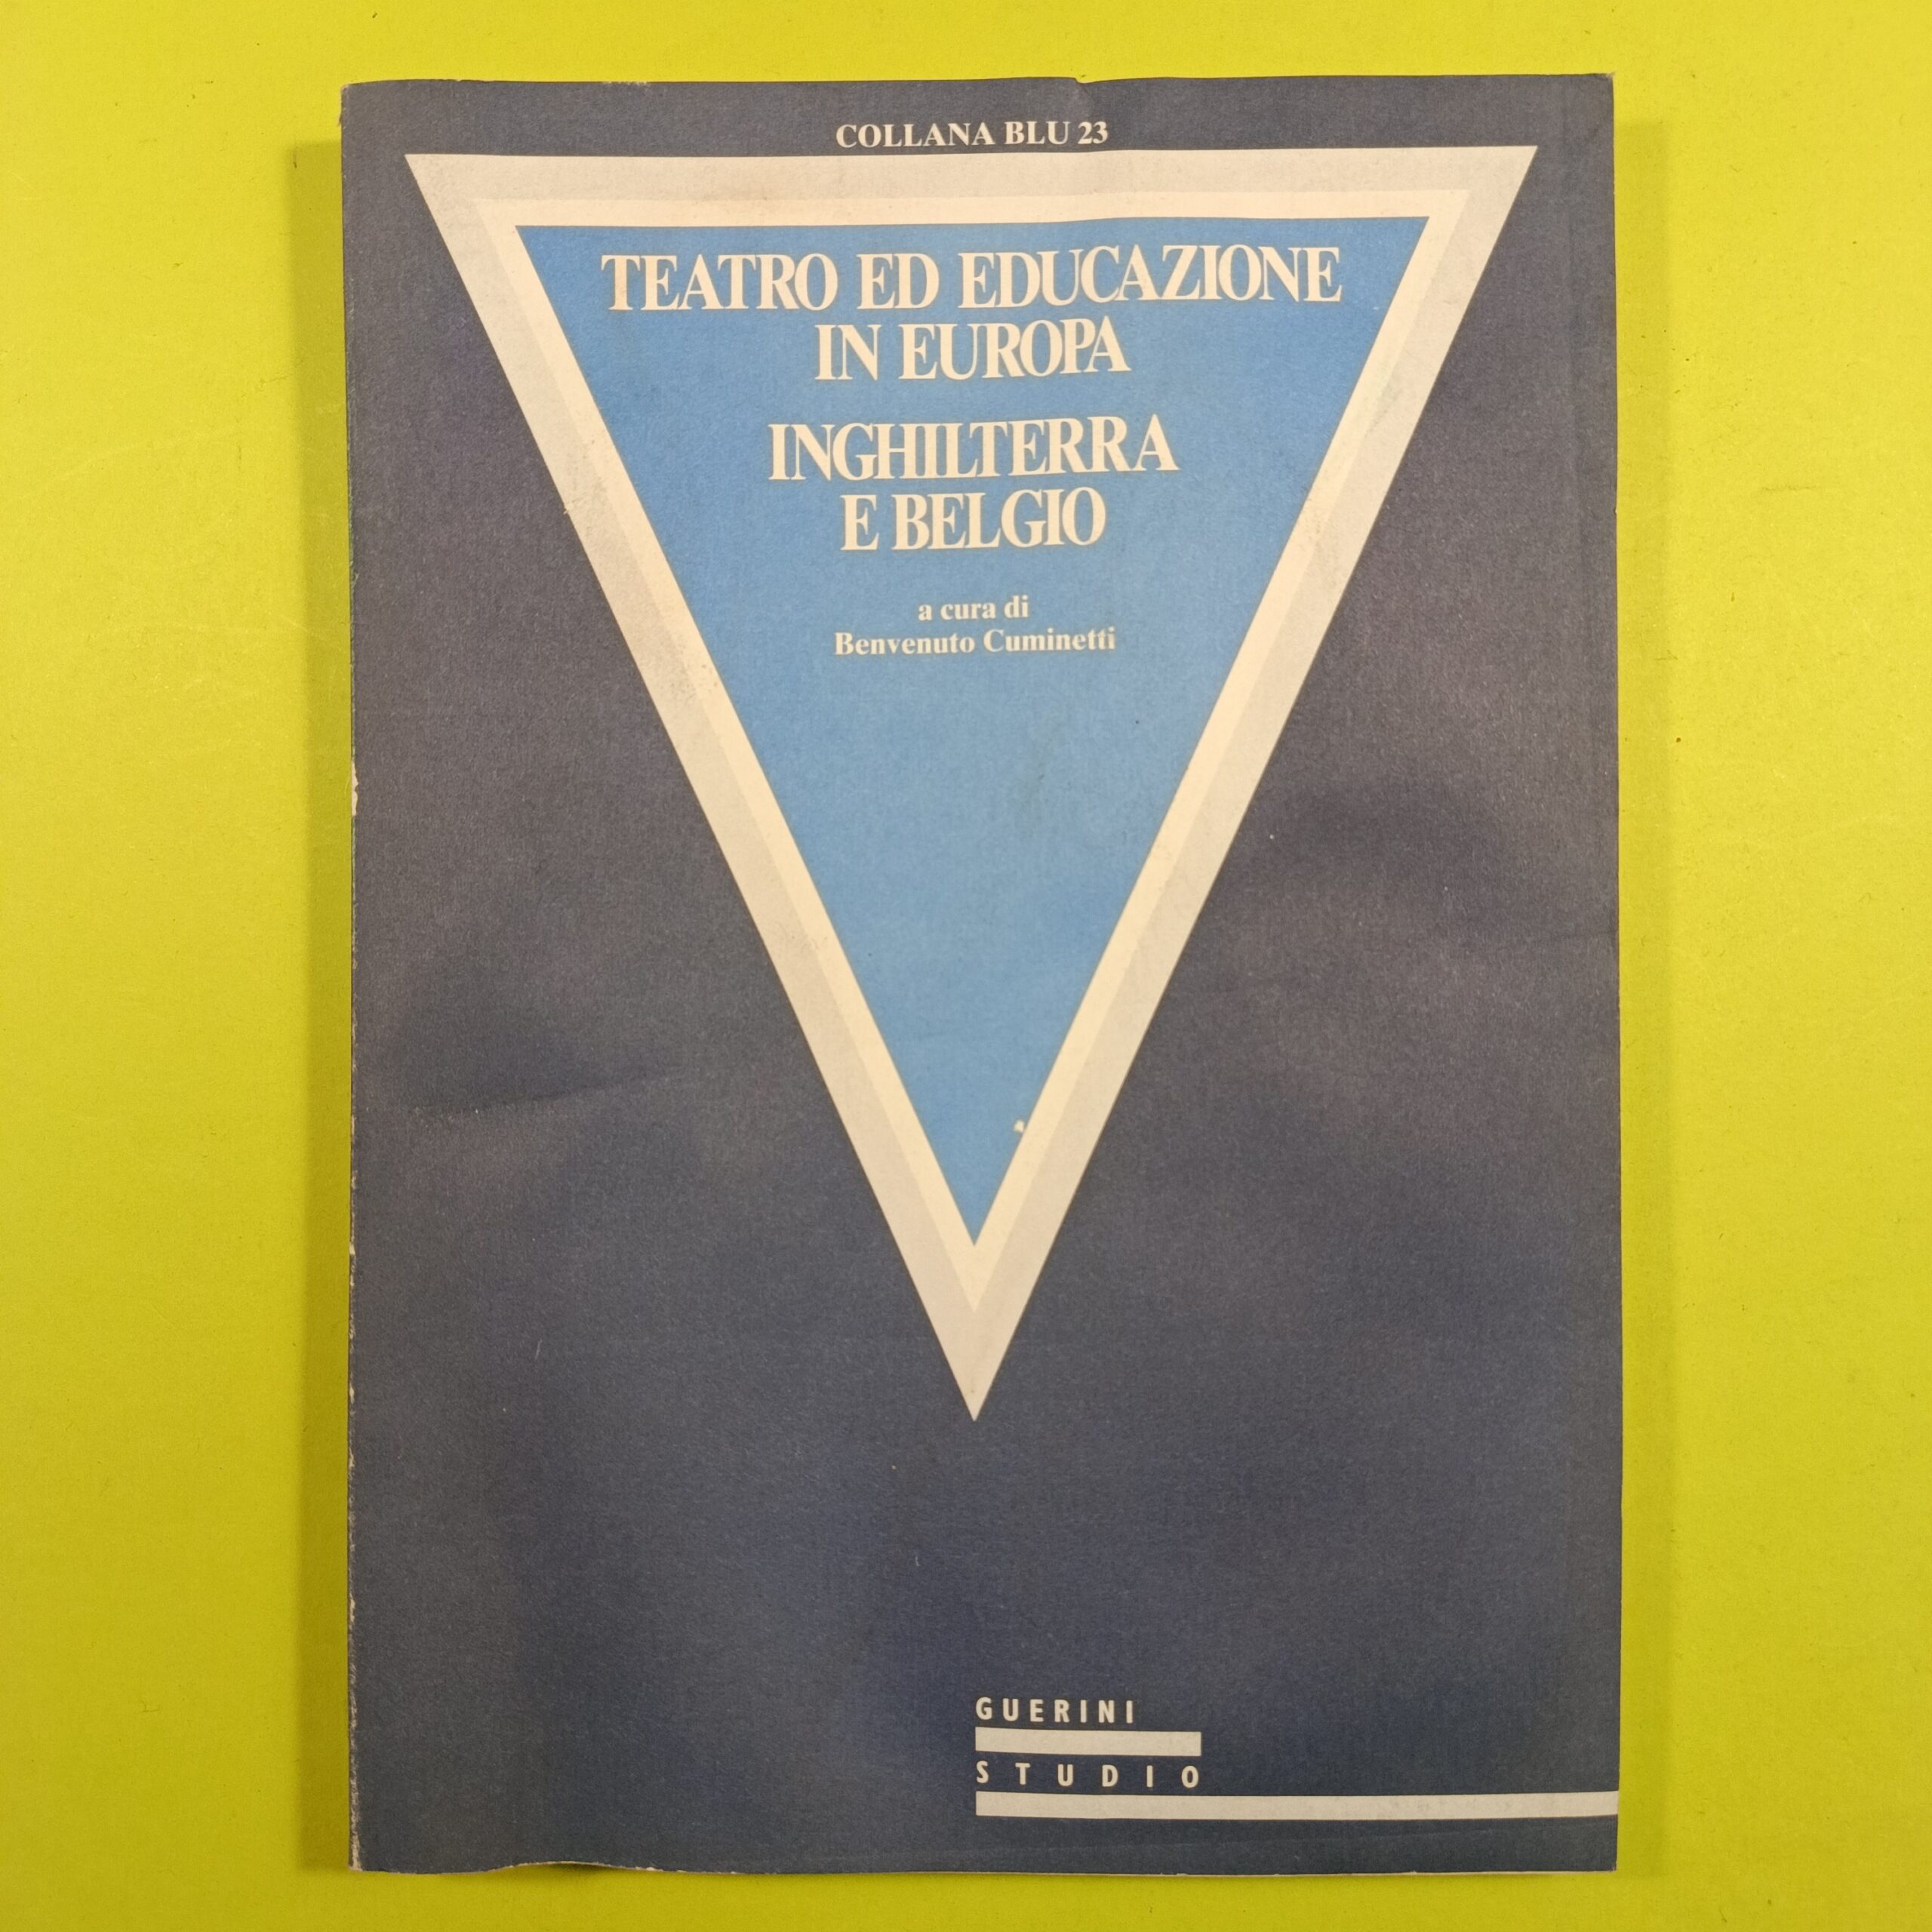 COLLANA BLU 23
TEATRO ED EDUCAZIONE
IN EUROPA
INGHILTERRA
E BELGIO
a cura di
Benvenuto Cuminetti
GUERINI
STUDIO